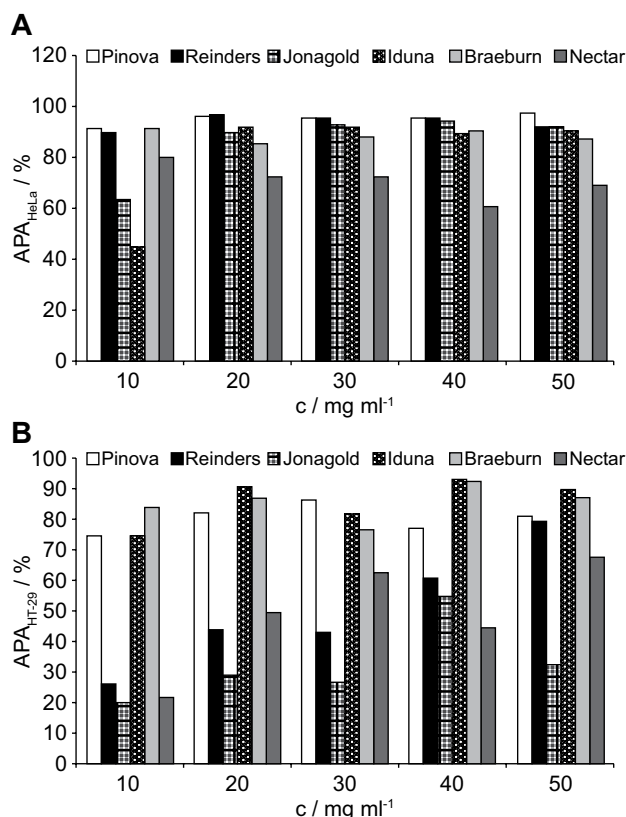 A
120
Pinova Reinders Jonagold Iduna Braeburn Nectar
100
80
60
40
20
0
APA_HeLa / %
10 20 30 40 50
c / mg ml⁻¹
B
100
Pinova Reinders Jonagold Iduna Braeburn Nectar
90
80
70
60
50
40
30
20
10
0
APA_HT-29 / %
10 20 30 40 50
c / mg ml⁻¹